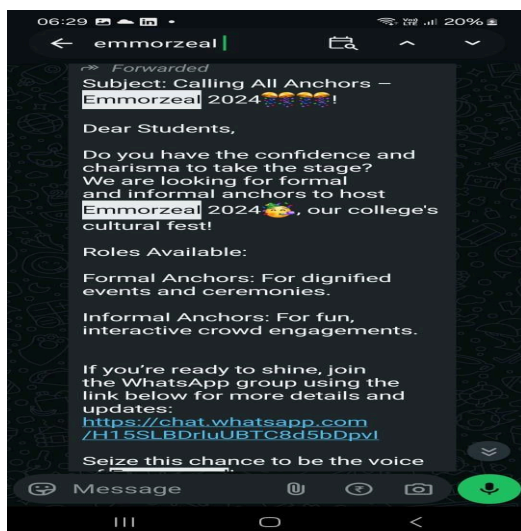 06:29 20%
emmorzeal
Forwarded
Subject: Calling All Anchors –
Emmorzeal 2024!
Dear Students,
Do you have the confidence and
charisma to take the stage?
We are looking for formal
and informal anchors to host
Emmorzeal 2024, our college's
cultural fest!
Roles Available:
Formal Anchors: For dignified
events and ceremonies.
Informal Anchors: For fun,
interactive crowd engagements.
If you’re ready to shine, join
the WhatsApp group using the
link below for more details and
updates:
https://chat.whatsapp.com
/H15SLBDrIuUBTC8d5bDpvI
Seize this chance to be the voice
Message